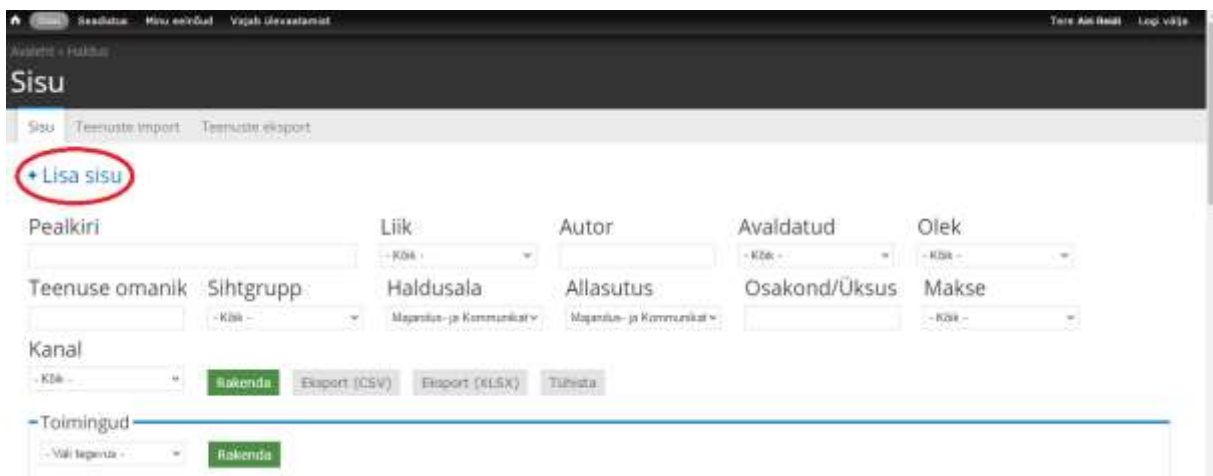 Sisu Seadistus Minu eelnõud Vajab ülevaatamist Tere Logi välja
Avaleht » Haldus
Sisu
Sisu Teenuste import Teenuste eksport
+ Lisa sisu
Pealkiri Liik Autor Avaldatud Olek
- Kõik - - Kõik - - Kõik -
Teenuse omanik Sihtgrupp Haldusala Allasutus Osakond/Üksus Makse
- Kõik - Majandus- ja Kommunikat Majandus- ja Kommunikat - Kõik -
Kanal
- Kõik - Rakenda Eksport (CSV) Eksport (XLSX) Tühista
Toimingud
- Vali tegevus - Rakenda